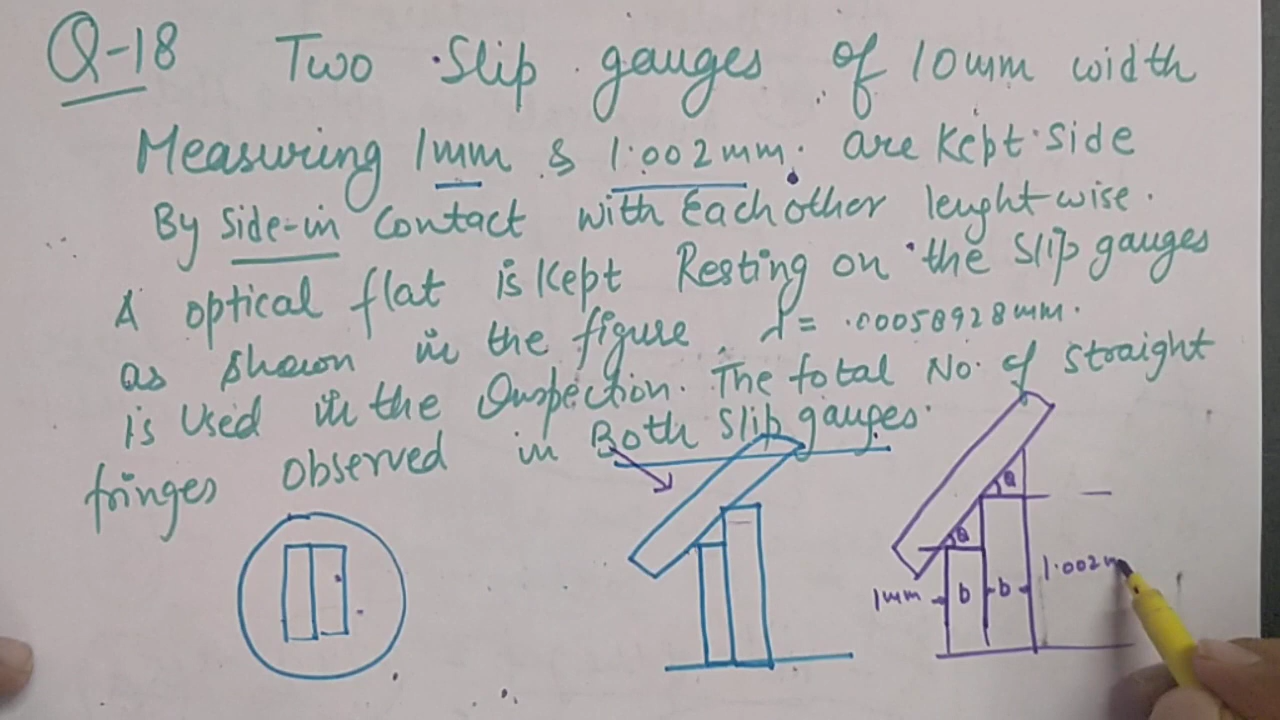 Q-18 Two Slip gauges of 10mm width
Measuring 1mm & 1.002mm. are Kept side
By Side-in Contact with Each other lenght wise.
A optical flat is Kept Resting on the Slip gauges
as shown in the figure, λ = .00058928mm.
is Used in the Inspection. The total No. of Straight
fringes observed in Both Slip gauges.
θ
θ
1mm b b 1.002m